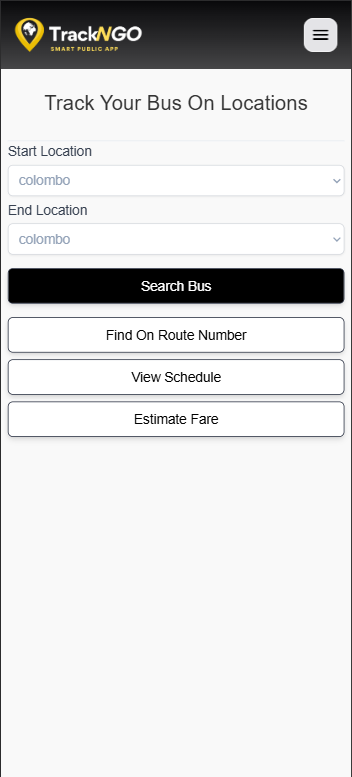 TrackNGO
SMART PUBLIC APP
Track Your Bus On Locations
Start Location
colombo
End Location
colombo
Search Bus
Find On Route Number
View Schedule
Estimate Fare